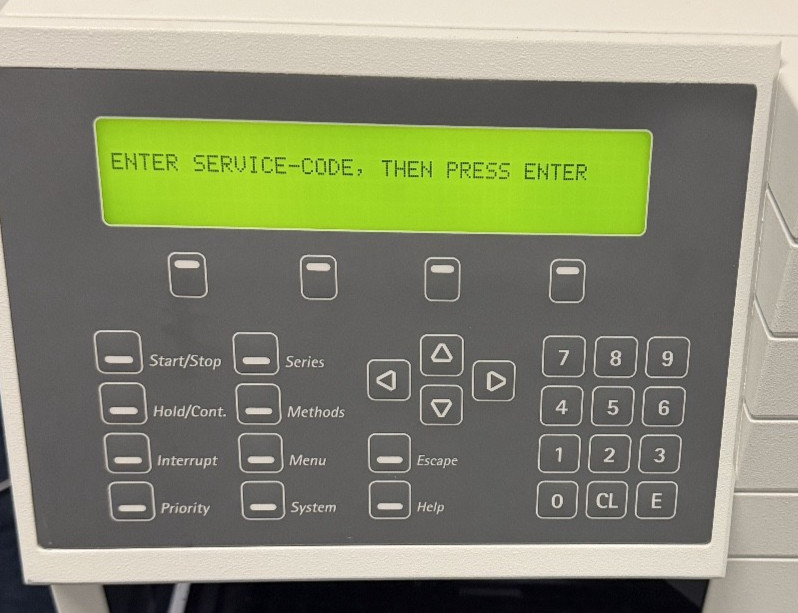 ENTER SERVICE-CODE, THEN PRESS ENTER
Start/Stop Series 7 8 9
Hold/Cont. Methods 4 5 6
Interrupt Menu Escape 1 2 3
Priority System Help 0 CL E